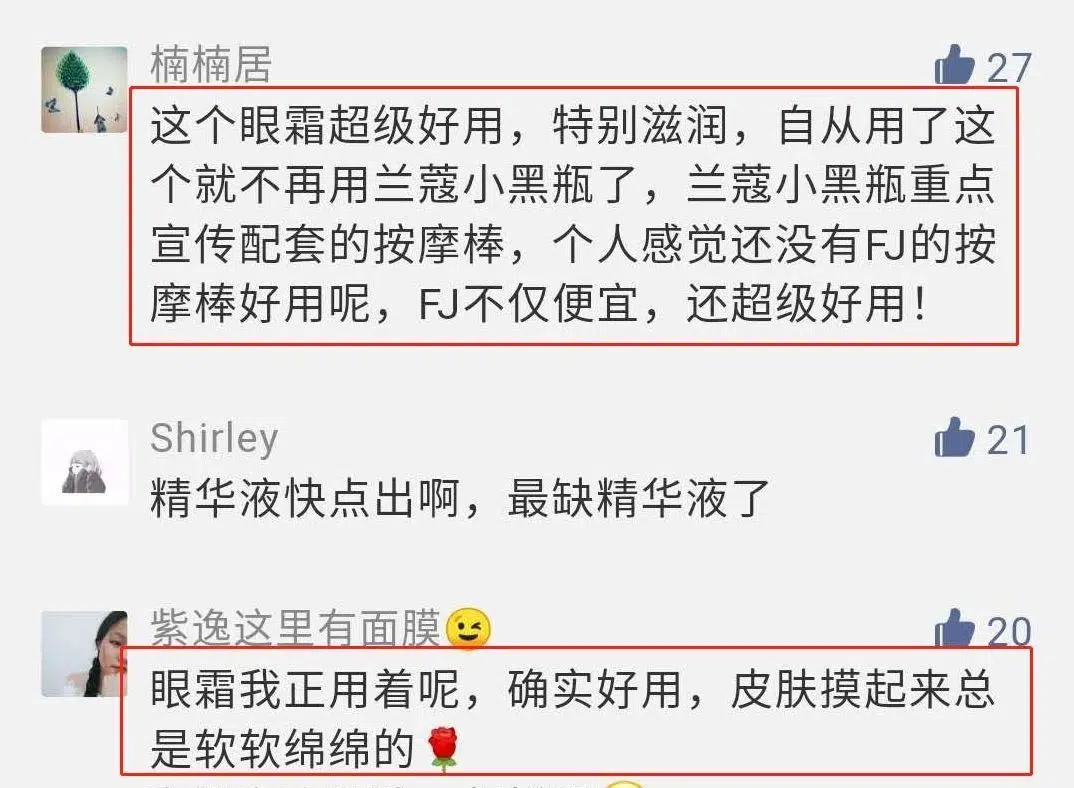 楠楠居
27
这个眼霜超级好用，特别滋润，自从用了这
个就不再用兰蔻小黑瓶了，兰蔻小黑瓶重点
宣传配套的按摩棒，个人感觉还没有FJ的按
摩棒好用呢，FJ不仅便宜，还超级好用！
Shirley
21
精华液快点出啊，最缺精华液了
紫逸这里有面膜😉
20
眼霜我正用着呢，确实好用，皮肤摸起来总
是软软绵绵的🌹